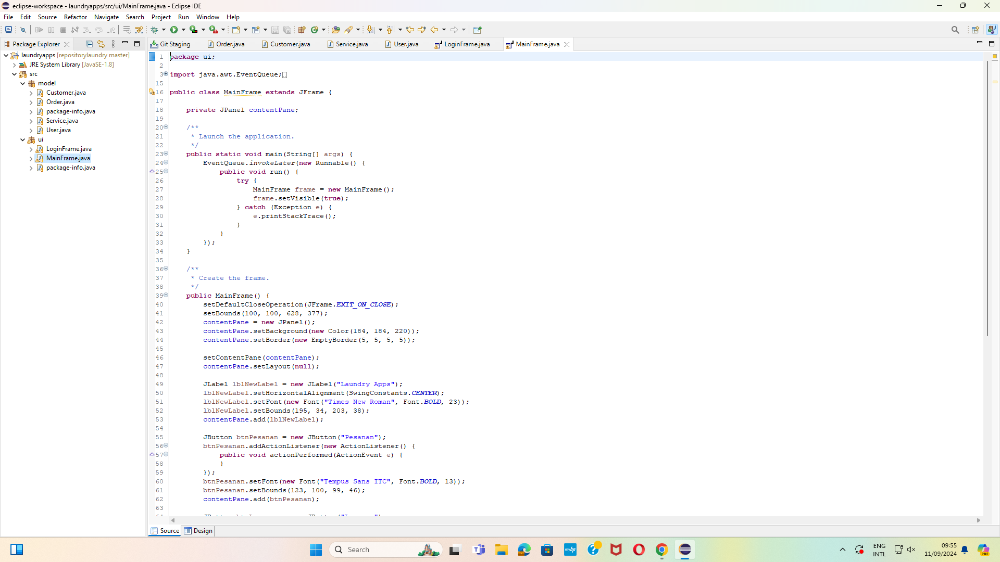 eclipse-workspace - laundryapps/src/ui/MainFrame.java - Eclipse IDE
File Edit Source Refactor Navigate Search Project Run Window Help
Package Explorer
Git Staging Order.java Customer.java Service.java User.java LoginFrame.java MainFrame.java
laundryapps [repositorylaundry master]
JRE System Library [JavaSE-1.8]
src
model
Customer.java
Order.java
package-info.java
Service.java
User.java
ui
LoginFrame.java
MainFrame.java
package-info.java
1 package ui;
2
3 import java.awt.EventQueue;
15
16 public class MainFrame extends JFrame {
17
18 private JPanel contentPane;
19
20 /**
21 * Launch the application.
22 */
23 public static void main(String[] args) {
24 EventQueue.invokeLater(new Runnable() {
25 public void run() {
26 try {
27 MainFrame frame = new MainFrame();
28 frame.setVisible(true);
29 } catch (Exception e) {
30 e.printStackTrace();
31 }
32 }
33 });
34 }
35
36 /**
37 * Create the frame.
38 */
39 public MainFrame() {
40 setDefaultCloseOperation(JFrame.EXIT_ON_CLOSE);
41 setBounds(100, 100, 628, 377);
42 contentPane = new JPanel();
43 contentPane.setBackground(new Color(184, 184, 220));
44 contentPane.setBorder(new EmptyBorder(5, 5, 5, 5));
45
46 setContentPane(contentPane);
47 contentPane.setLayout(null);
48
49 JLabel lblNewLabel = new JLabel("Laundry Apps");
50 lblNewLabel.setHorizontalAlignment(SwingConstants.CENTER);
51 lblNewLabel.setFont(new Font("Times New Roman", Font.BOLD, 23));
52 lblNewLabel.setBounds(195, 34, 203, 38);
53 contentPane.add(lblNewLabel);
54
55 JButton btnPesanan = new JButton("Pesanan");
56 btnPesanan.addActionListener(new ActionListener() {
57 public void actionPerformed(ActionEvent e) {
58 }
59 });
60 btnPesanan.setFont(new Font("Tempus Sans ITC", Font.BOLD, 13));
61 btnPesanan.setBounds(123, 100, 99, 46);
62 contentPane.add(btnPesanan);
63
Source Design
Search
myhp
ENG
INTL
09:55
11/09/2024
PRE